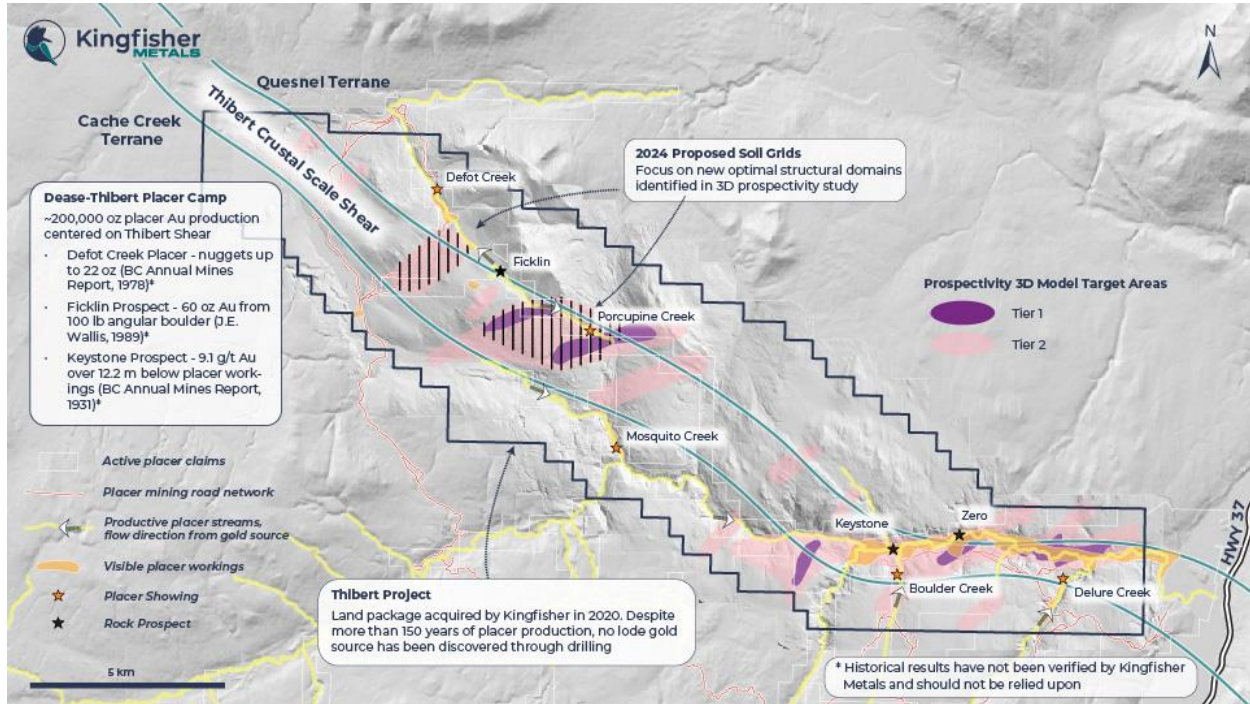 Kingfisher
METALS
N
Quesnel Terrane
Cache Creek
Terrane
Thibert Crustal Scale Shear
2024 Proposed Soil Grids
Focus on new optimal structural domains
identified in 3D prospectivity study
Defot Creek
Dease-Thibert Placer Camp
~200,000 oz placer Au production
centered on Thibert Shear
· Defot Creek Placer - nuggets up
to 22 oz (BC Annual Mines
Report, 1978)*
· Ficklin Prospect - 60 oz Au from
100 lb angular boulder (J.E.
Wallis, 1989)*
· Keystone Prospect - 9.1 g/t Au
over 12.2 m below placer work-
ings (BC Annual Mines Report,
1931)*
Ficklin
Porcupine Creek
Prospectivity 3D Model Target Areas
Tier 1
Tier 2
Mosquito Creek
Active placer claims
Placer mining road network
Productive placer streams,
flow direction from gold source
Visible placer workings
Placer Showing
Rock Prospect
5 km
Keystone
Zero
Boulder Creek
Delure Creek
HWY 37
Thibert Project
Land package acquired by Kingfisher in 2020. Despite
more than 150 years of placer production, no lode gold
source has been discovered through drilling
* Historical results have not been verified by Kingfisher
Metals and should not be relied upon